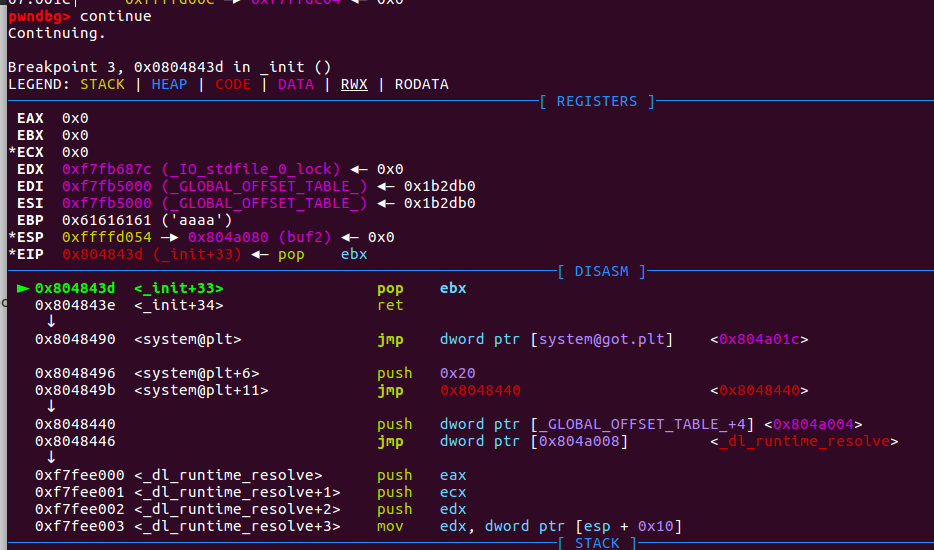 pwndbg> continue
Continuing.
Breakpoint 3, 0x0804843d in _init ()
LEGEND: STACK | HEAP | CODE | DATA | RWX | RODATA
[ REGISTERS ]
EAX 0x0
EBX 0x0
*ECX 0x0
EDX 0xf7fb687c (_IO_stdfile_0_lock) ◂— 0x0
EDI 0xf7fb5000 (_GLOBAL_OFFSET_TABLE_) ◂— 0x1b2db0
ESI 0xf7fb5000 (_GLOBAL_OFFSET_TABLE_) ◂— 0x1b2db0
EBP 0x61616161 ('aaaa')
*ESP 0xffffd054 —▸ 0x804a080 (buf2) ◂— 0x0
*EIP 0x804843d (_init+33) ◂— pop ebx
[ DISASM ]
► 0x804843d <_init+33> pop ebx
0x804843e <_init+34> ret
↓
0x8048490 <system@plt> jmp dword ptr [system@got.plt] <0x804a01c>
0x8048496 <system@plt+6> push 0x20
0x804849b <system@plt+11> jmp 0x8048440 <0x8048440>
↓
0x8048440 push dword ptr [_GLOBAL_OFFSET_TABLE_+4] <0x804a004>
0x8048446 jmp dword ptr [0x804a008] <_dl_runtime_resolve>
↓
0xf7fee000 <_dl_runtime_resolve> push eax
0xf7fee001 <_dl_runtime_resolve+1> push ecx
0xf7fee002 <_dl_runtime_resolve+2> push edx
0xf7fee003 <_dl_runtime_resolve+3> mov edx, dword ptr [esp + 0x10]
[ STACK ]